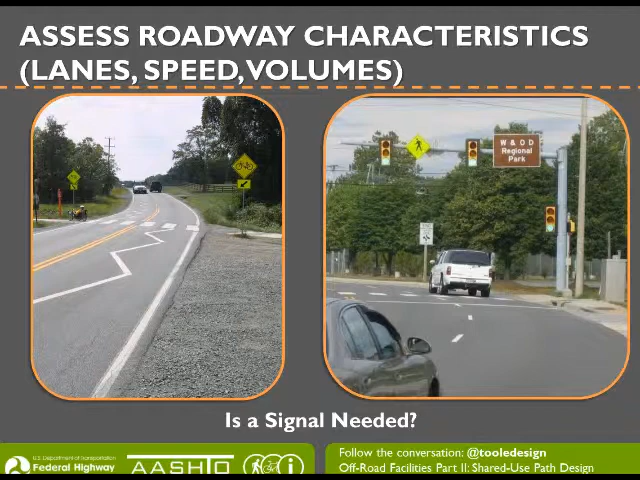 ASSESS ROADWAY CHARACTERISTICS
(LANES, SPEED, VOLUMES)
W & O D
Regional
Park
Is a Signal Needed?
U.S. Department of Transportation
Federal Highway
AASHTO
Follow the conversation: @tooledesign
Off-Road Facilities Part II: Shared-Use Path Design